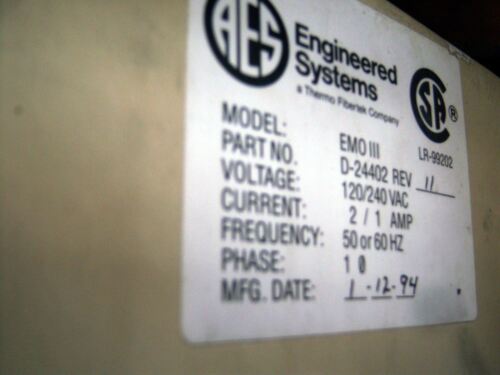 AES Engineered
Systems
a Thermo Fibertek Company
SA ®
LR-99202
MODEL: EMO III
PART NO. D-24402 REV 11
VOLTAGE: 120/240 VAC
CURRENT: 2 / 1 AMP
FREQUENCY: 50 or 60 HZ
PHASE: 1 Ø
MFG. DATE: 1-12-94